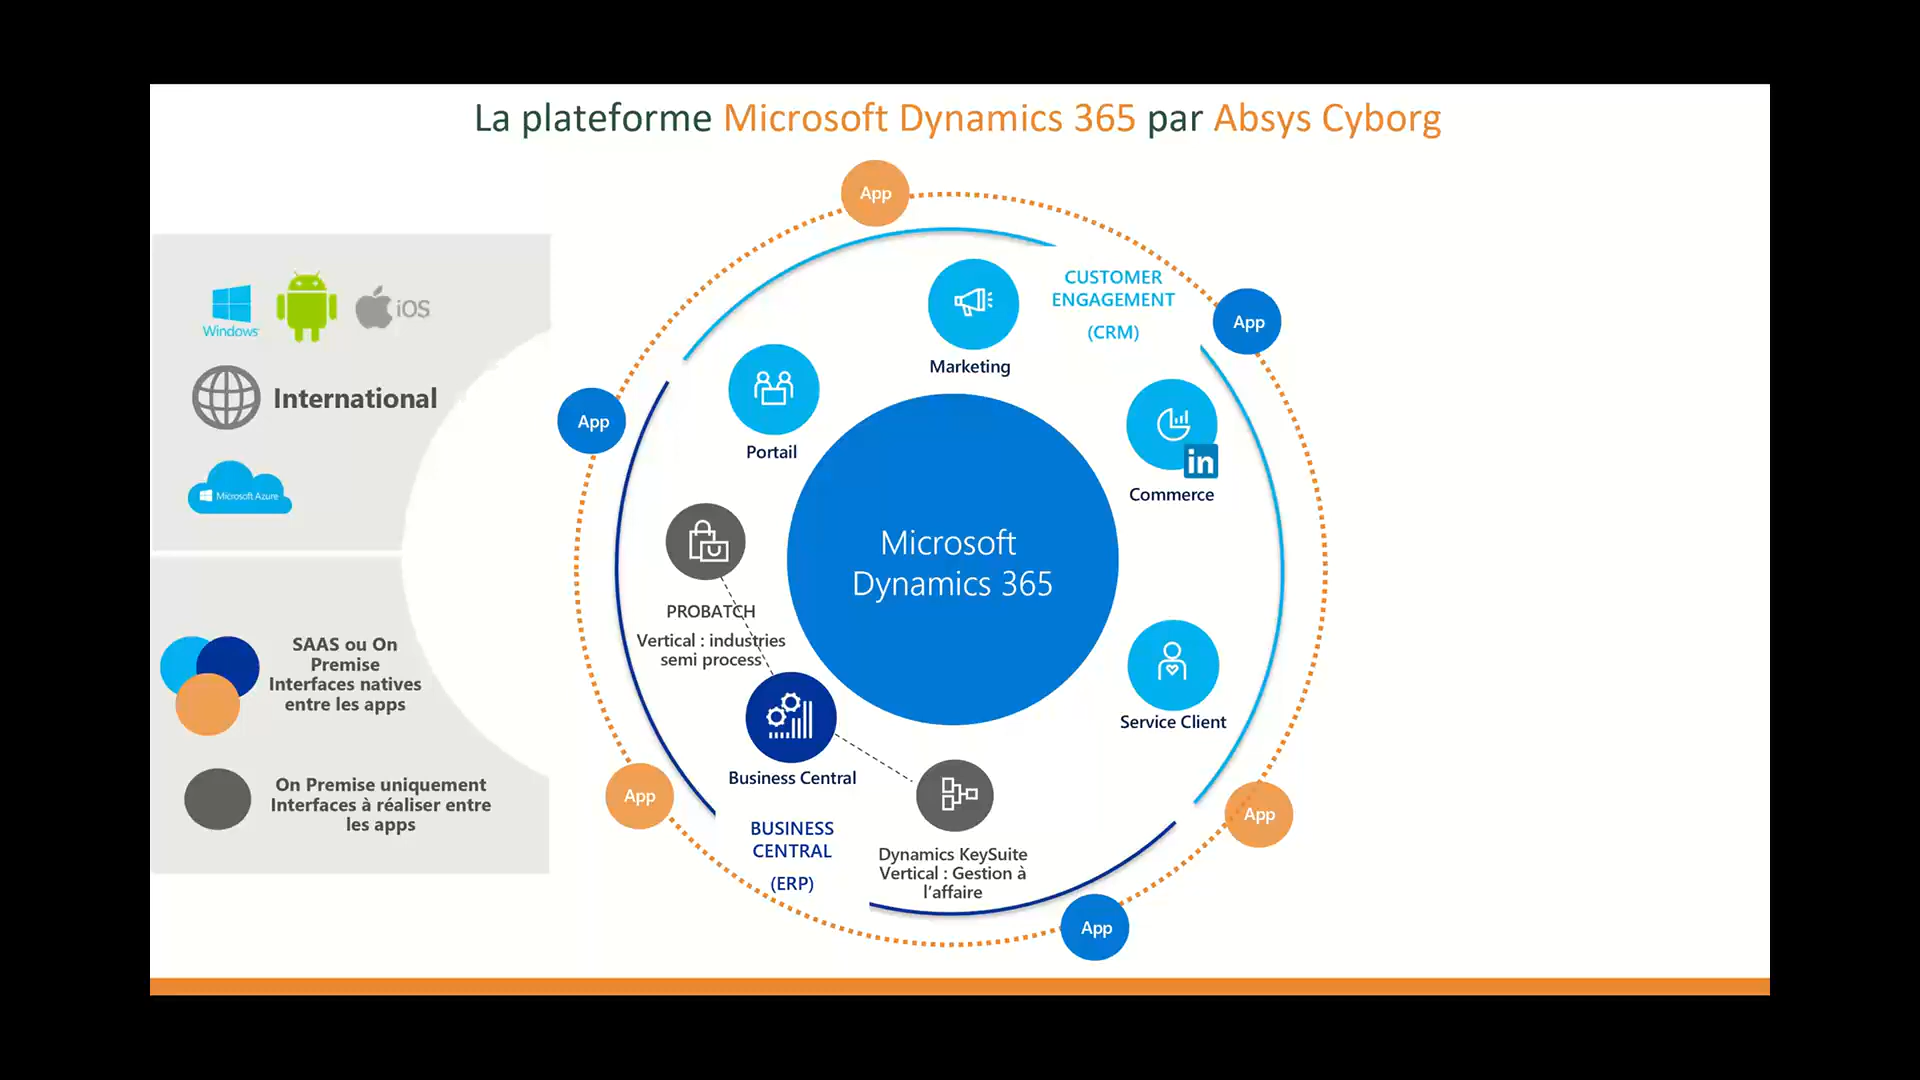 La plateforme Microsoft Dynamics 365 par Absys Cyborg
Windows
iOS
International
Microsoft Azure
SAAS ou On
Premise
Interfaces natives
entre les apps
On Premise uniquement
Interfaces à réaliser entre
les apps
App
App
App
App
App
App
CUSTOMER
ENGAGEMENT
(CRM)
Marketing
Portail
in
Commerce
Microsoft
Dynamics 365
PROBATCH
Vertical : industries
semi process
Service Client
Business Central
BUSINESS
CENTRAL
(ERP)
Dynamics KeySuite
Vertical : Gestion à
l'affaire